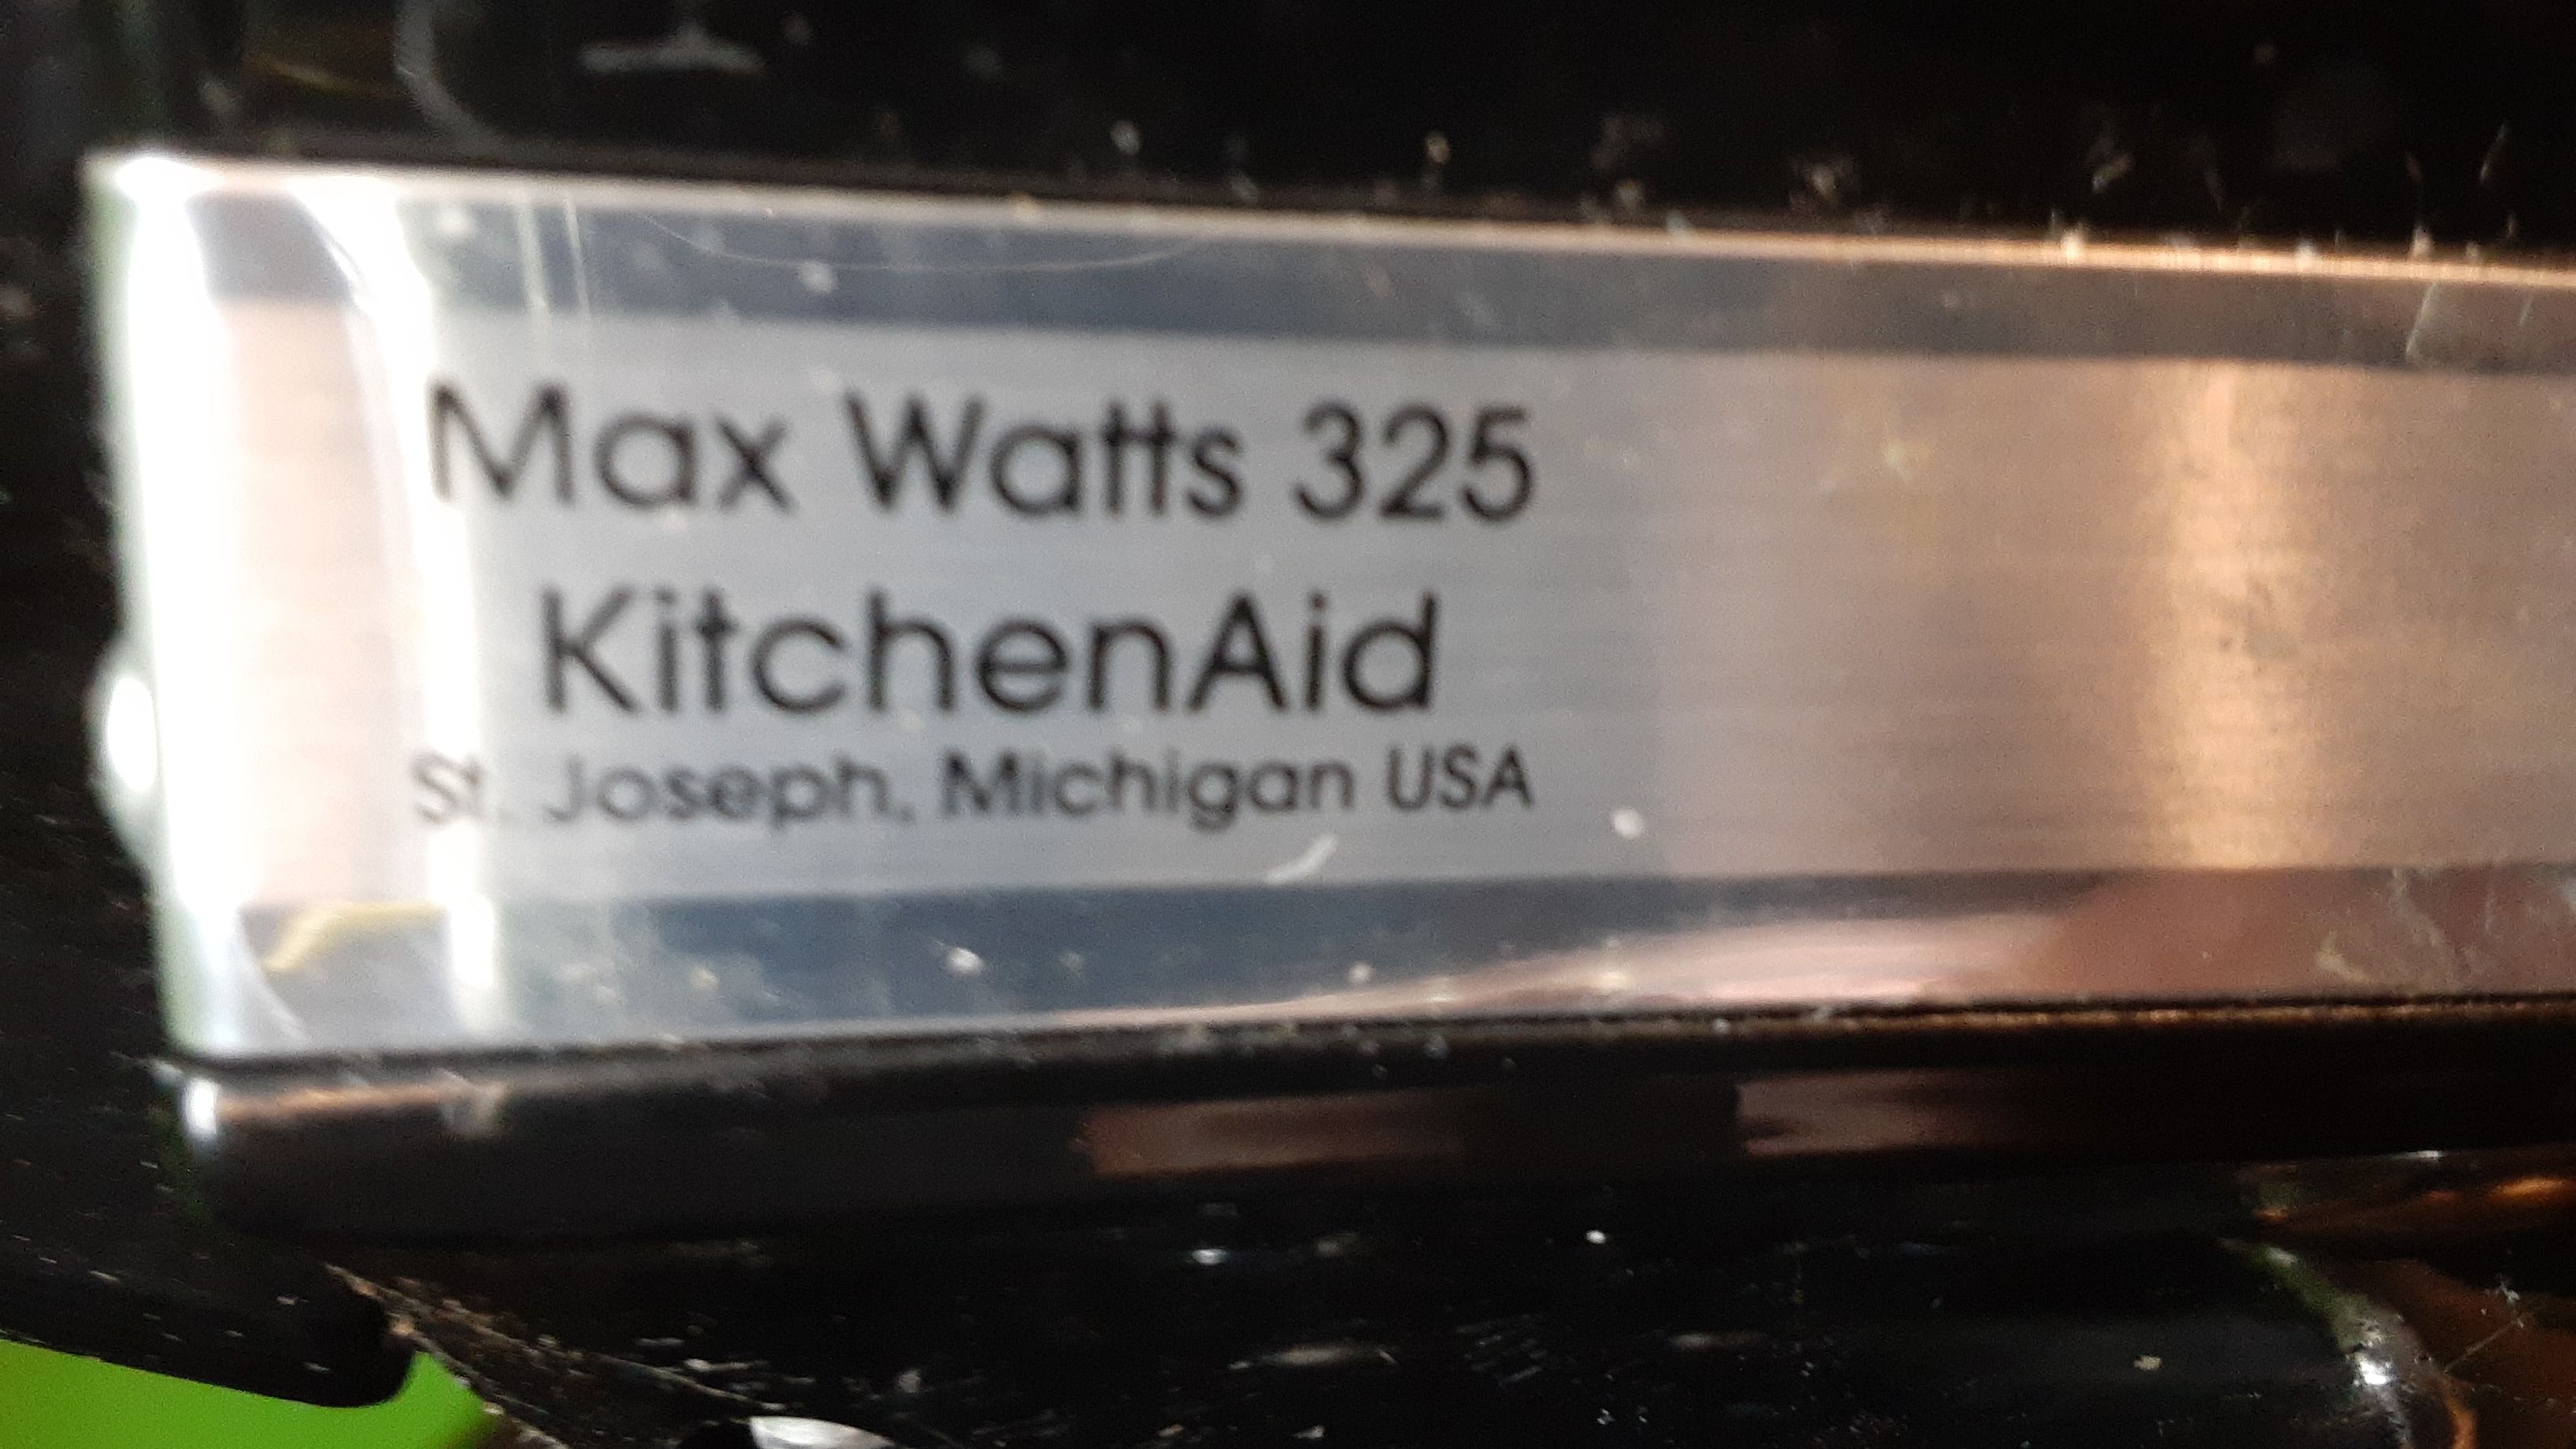 Max Watts 325
KitchenAid
St. Joseph, Michigan USA